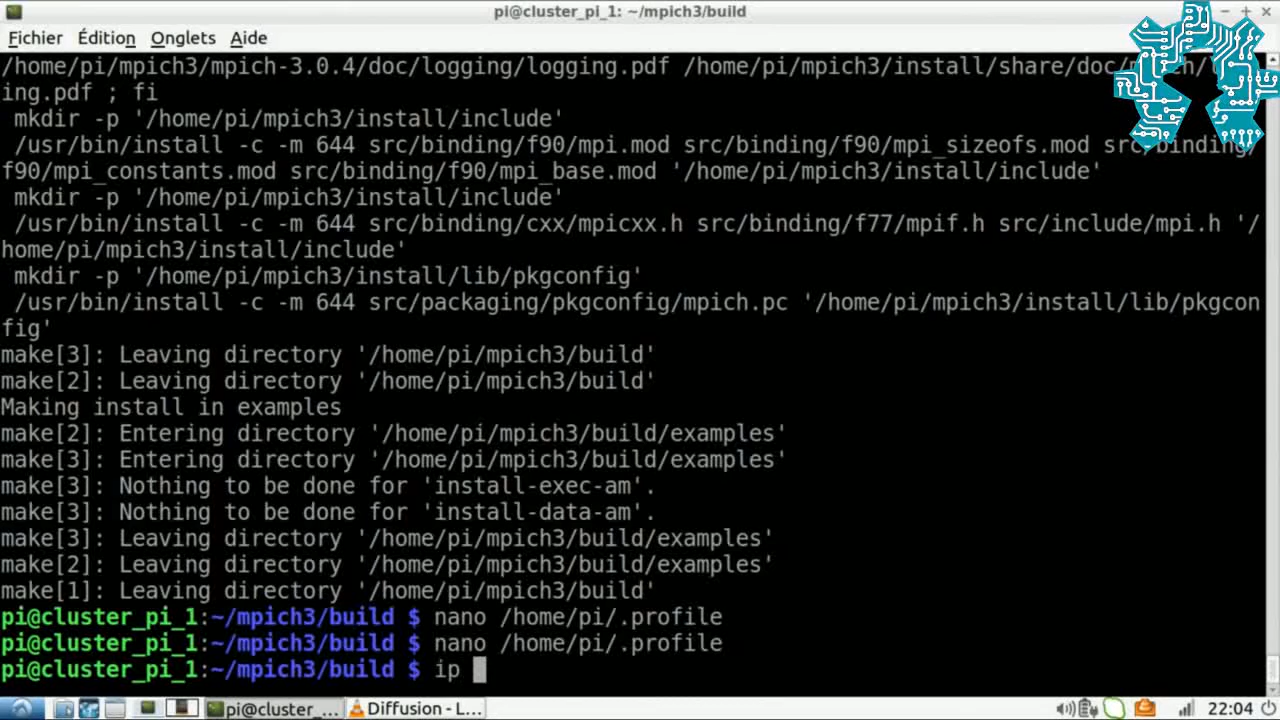 pi@cluster_pi_1: ~/mpich3/build
Fichier Édition Onglets Aide
/home/pi/mpich3/mpich-3.0.4/doc/logging/logging.pdf /home/pi/mpich3/install/share/doc/
ing.pdf ; fi
mkdir -p '/home/pi/mpich3/install/include'
/usr/bin/install -c -m 644 src/binding/f90/mpi.mod src/binding/f90/mpi_sizeofs.mod src/binding/
f90/mpi_constants.mod src/binding/f90/mpi_base.mod '/home/pi/mpich3/install/include'
mkdir -p '/home/pi/mpich3/install/include'
/usr/bin/install -c -m 644 src/binding/cxx/mpicxx.h src/binding/f77/mpif.h src/include/mpi.h '/
home/pi/mpich3/install/include'
mkdir -p '/home/pi/mpich3/install/lib/pkgconfig'
/usr/bin/install -c -m 644 src/packaging/pkgconfig/mpich.pc '/home/pi/mpich3/install/lib/pkgcon
fig'
make[3]: Leaving directory '/home/pi/mpich3/build'
make[2]: Leaving directory '/home/pi/mpich3/build'
Making install in examples
make[2]: Entering directory '/home/pi/mpich3/build/examples'
make[3]: Entering directory '/home/pi/mpich3/build/examples'
make[3]: Nothing to be done for 'install-exec-am'.
make[3]: Nothing to be done for 'install-data-am'.
make[3]: Leaving directory '/home/pi/mpich3/build/examples'
make[2]: Leaving directory '/home/pi/mpich3/build/examples'
make[1]: Leaving directory '/home/pi/mpich3/build'
pi@cluster_pi_1:~/mpich3/build $ nano /home/pi/.profile
pi@cluster_pi_1:~/mpich3/build $ nano /home/pi/.profile
pi@cluster_pi_1:~/mpich3/build $ ip
pi@cluster_... Diffusion - L... 22:04